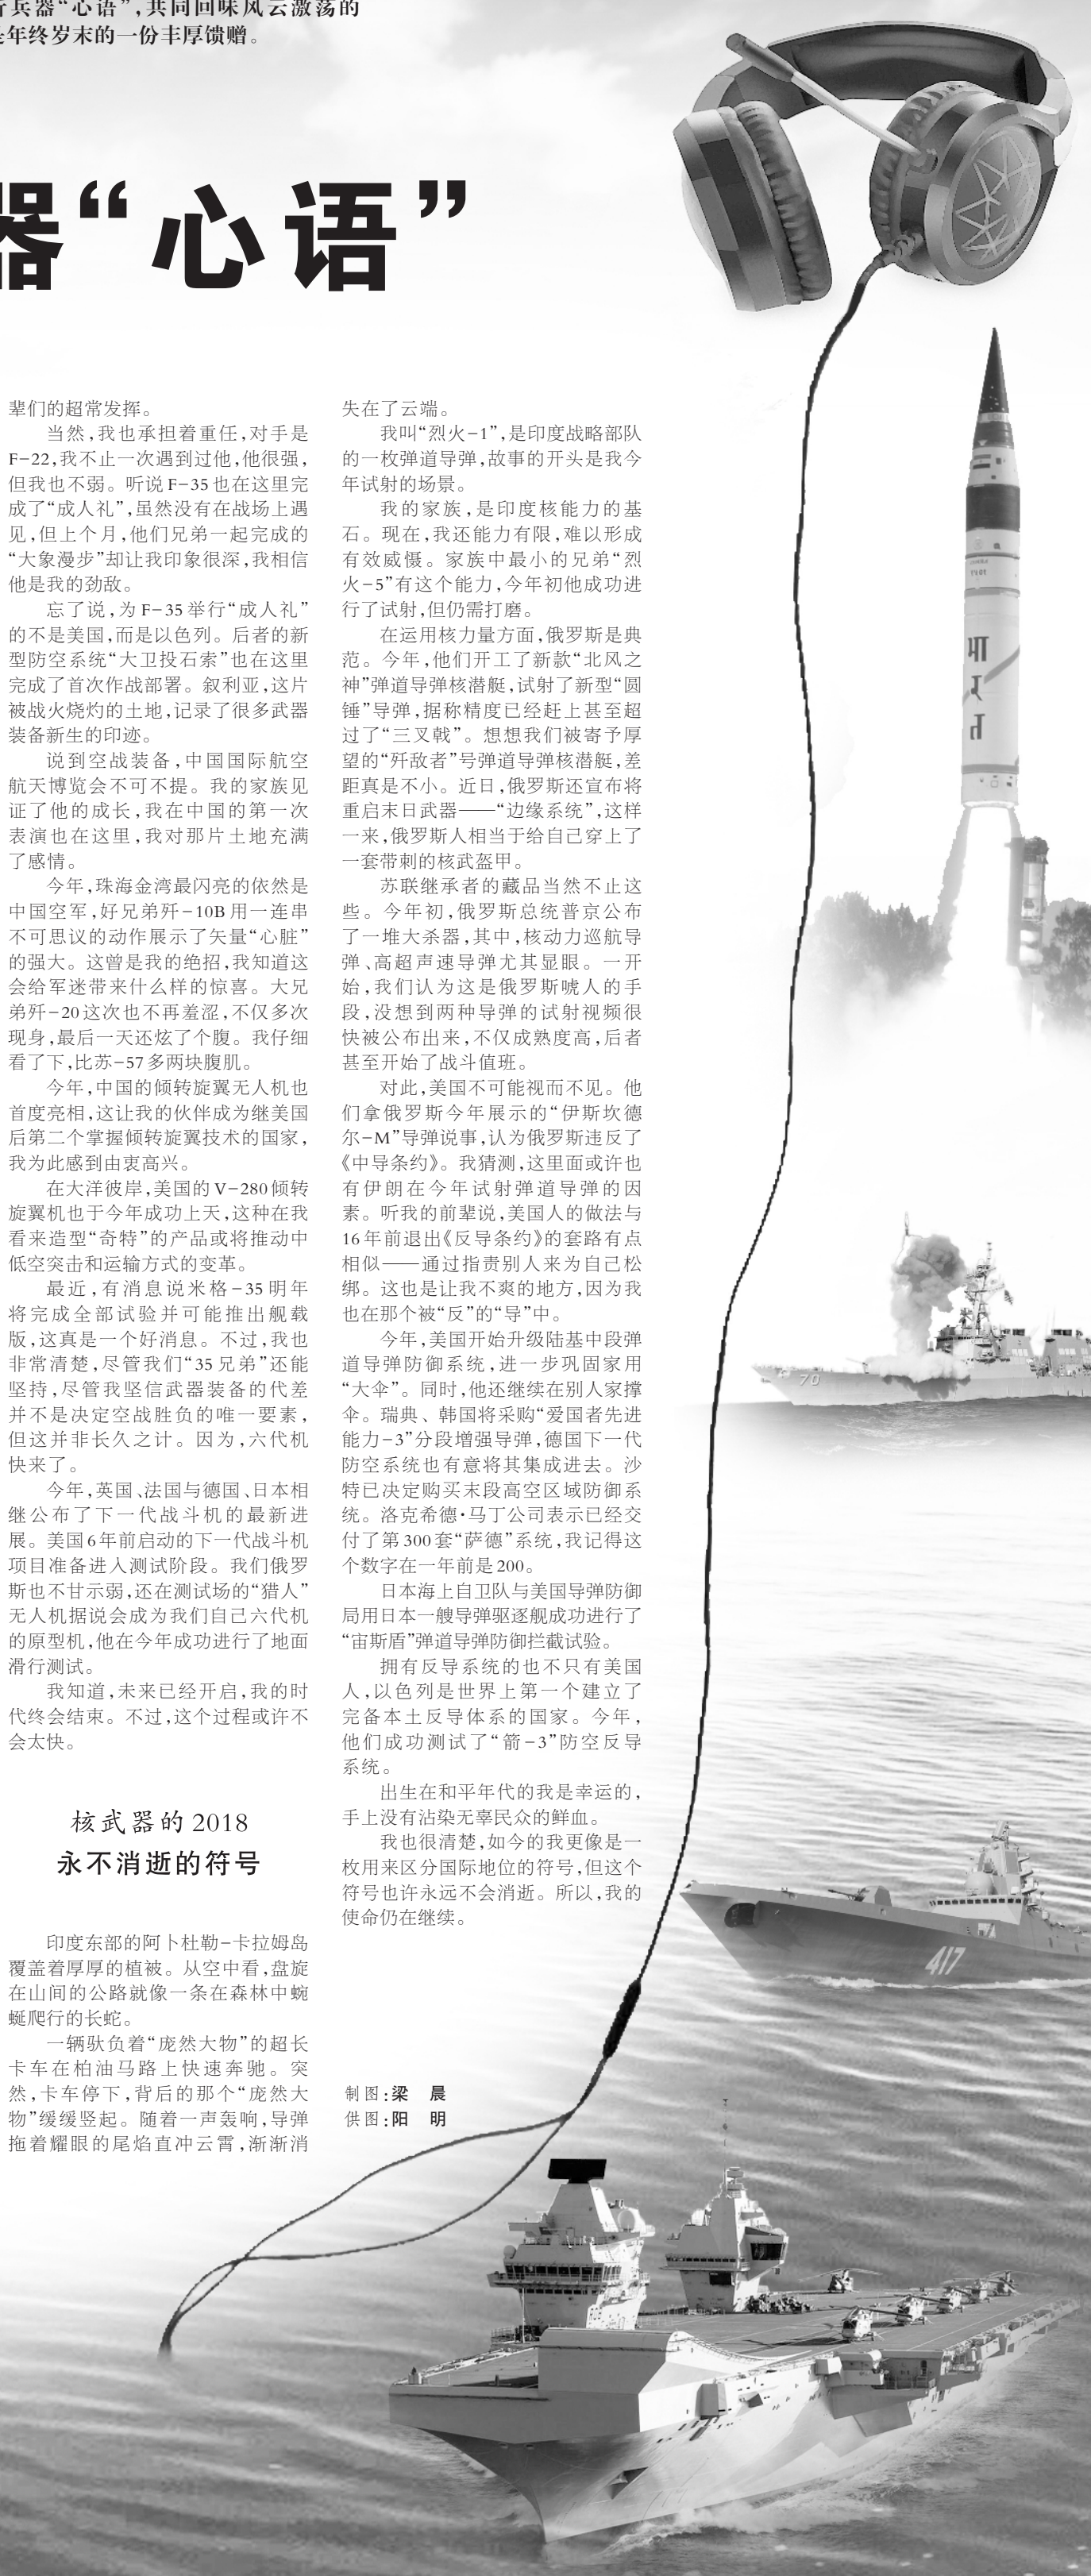 兵器“心语”，共同回味风云激荡的
年终岁末的一份丰厚馈赠。
器“心语”
辈们的超常发挥。
当然，我也承担着重任，对手是
F-22，我不止一次遇到过他，他很强，
但我也不弱。听说F-35也在这里完
成了“成人礼”，虽然没有在战场上遇
见，但上个月，他们兄弟一起完成的
“大象漫步”却让我印象很深，我相信
他是我的劲敌。
忘了说，为F-35举行“成人礼”
的不是美国，而是以色列。后者的新
型防空系统“大卫投石索”也在这里
完成了首次作战部署。叙利亚，这片
被战火烧灼的土地，记录了很多武器
装备新生的印迹。
说到空战装备，中国国际航空
航天博览会不可不提。我的家族见
证了他的成长，我在中国的第一次
表演也在这里，我对那片土地充满
了感情。
今年，珠海金湾最闪亮的依然是
中国空军，好兄弟歼-10B用一连串
不可思议的动作展示了矢量“心脏”
的强大。这曾是我的绝招，我知道这
会给军迷带来什么样的惊喜。大兄
弟歼-20这次也不再羞涩，不仅多次
现身，最后一天还炫了个腹。我仔细
看了下，比苏-57多两块腹肌。
今年，中国的倾转旋翼无人机也
首度亮相，这让我的伙伴成为继美国
后第二个掌握倾转旋翼技术的国家，
我为此感到由衷高兴。
在大洋彼岸，美国的V-280倾转
旋翼机也于今年成功上天，这种在我
看来造型“奇特”的产品或将推动中
低空突击和运输方式的变革。
最近，有消息说米格-35明年
将完成全部试验并可能推出舰载
版，这真是一个好消息。不过，我也
非常清楚，尽管我们“35兄弟”还能
坚持，尽管我坚信武器装备的代差
并不是决定空战胜负的唯一要素，
但这并非长久之计。因为，六代机
快来了。
今年，英国、法国与德国、日本相
继公布了下一代战斗机的最新进
展。美国6年前启动的下一代战斗机
项目准备进入测试阶段。我们俄罗
斯也不甘示弱，还在测试场的“猎人”
无人机据说会成为我们自己六代机
的原型机，他在今年成功进行了地面
滑行测试。
我知道，未来已经开启，我的时
代终会结束。不过，这个过程或许不
会太快。
核武器的2018
永不消逝的符号
印度东部的阿卜杜勒-卡拉姆岛
覆盖着厚厚的植被。从空中看，盘旋
在山间的公路就像一条在森林中蜿
蜒爬行的长蛇。
一辆驮负着“庞然大物”的超长
卡车在柏油马路上快速奔驰。突
然，卡车停下，背后的那个“庞然大
物”缓缓竖起。随着一声轰响，导弹
拖着耀眼的尾焰直冲云霄，渐渐消
失在了云端。
我叫“烈火-1”，是印度战略部队
的一枚弹道导弹，故事的开头是我今
年试射的场景。
我的家族，是印度核能力的基
石。现在，我还能力有限，难以形成
有效威慑。家族中最小的兄弟“烈
火-5”有这个能力，今年初他成功进
行了试射，但仍需打磨。
在运用核力量方面，俄罗斯是典
范。今年，他们开工了新款“北风之
神”弹道导弹核潜艇，试射了新型“圆
锤”导弹，据称精度已经赶上甚至超
过了“三叉戟”。想想我们被寄予厚
望的“歼敌者”号弹道导弹核潜艇，差
距真是不小。近日，俄罗斯还宣布将
重启末日武器——“边缘系统”，这样
一来，俄罗斯人相当于给自己穿上了
一套带刺的核武盔甲。
苏联继承者的藏品当然不止这
些。今年初，俄罗斯总统普京公布
了一堆大杀器，其中，核动力巡航导
弹、高超声速导弹尤其显眼。一开
始，我们认为这是俄罗斯唬人的手
段，没想到两种导弹的试射视频很
快被公布出来，不仅成熟度高，后者
甚至开始了战斗值班。
对此，美国不可能视而不见。他
们拿俄罗斯今年展示的“伊斯坎德
尔-M”导弹说事，认为俄罗斯违反了
《中导条约》。我猜测，这里面或许也
有伊朗在今年试射弹道导弹的因
素。听我的前辈说，美国人的做法与
16年前退出《反导条约》的套路有点
相似——通过指责别人来为自己松
绑。这也是让我不爽的地方，因为我
也在那个被“反”的“导”中。
今年，美国开始升级陆基中段弹
道导弹防御系统，进一步巩固家用
“大伞”。同时，他还继续在别人家撑
伞。瑞典、韩国将采购“爱国者先进
能力-3”分段增强导弹，德国下一代
防空系统也有意将其集成进去。沙
特已决定购买末段高空区域防御系
统。洛克希德·马丁公司表示已经交
付了第300套“萨德”系统，我记得这
个数字在一年前是200。
日本海上自卫队与美国导弹防御
局用日本一艘导弹驱逐舰成功进行了
“宙斯盾”弹道导弹防御拦截试验。
拥有反导系统的也不只有美国
人，以色列是世界上第一个建立了
完备本土反导体系的国家。今年，
他们成功测试了“箭-3”防空反导
系统。
出生在和平年代的我是幸运的，
手上没有沾染无辜民众的鲜血。
我也很清楚，如今的我更像是一
枚用来区分国际地位的符号，但这个
符号也许永远不会消逝。所以，我的
使命仍在继续。
制图：梁　晨
供图：阳　明
भारत
70
417